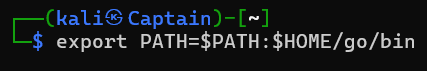 ┌──(kali㉿Captain)-[~]
└─$ export PATH=$PATH:$HOME/go/bin